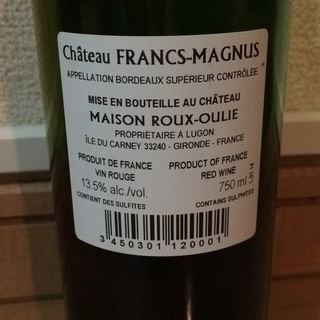 Château FRANCS-MAGNUS
APPELLATION BORDEAUX SUPÉRIEUR CONTRÔLÉE
MISE EN BOUTEILLE AU CHÂTEAU
MAISON ROUX-OULIE
PROPRIÉTAIRE À LUGON
ÎLE DU CARNEY 33240 - GIRONDE - FRANCE
PRODUIT DE FRANCE PRODUCT OF FRANCE
VIN ROUGE RED WINE
13.5% alc./vol. 750 ml
CONTIENT DES SULFITES CONTAINS SULPHITES
3 450301 120001